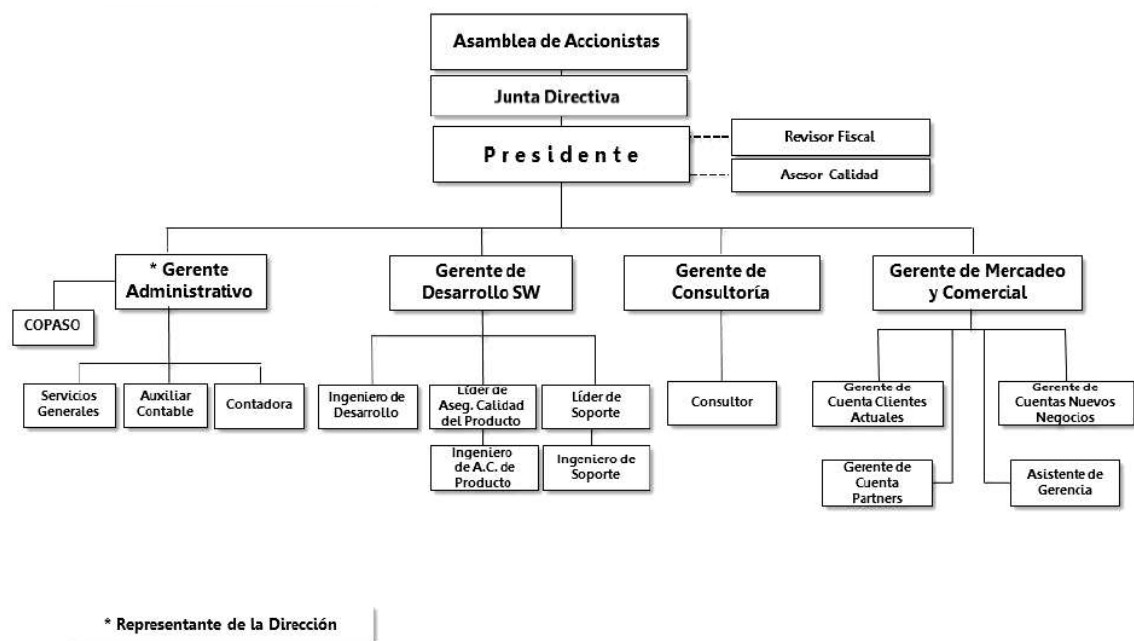 Asamblea de Accionistas
Junta Directiva
Presidente
Revisor Fiscal
Asesor Calidad
* Gerente
Administrativo
Gerente de
Desarrollo SW
Gerente de
Consultoría
Gerente de Mercadeo
y Comercial
COPASO
Servicios
Generales
Auxiliar
Contable
Contadora
Ingeniero de
Desarrollo
Líder de
Aseg. Calidad
del Producto
Líder de
Soporte
Consultor
Gerente de
Cuenta Clientes
Actuales
Gerente de
Cuentas Nuevos
Negocios
Ingeniero
de A.C. de
Producto
Ingeniero de
Soporte
Gerente de
Cuenta
Partners
Asistente de
Gerencia
* Representante de la Dirección